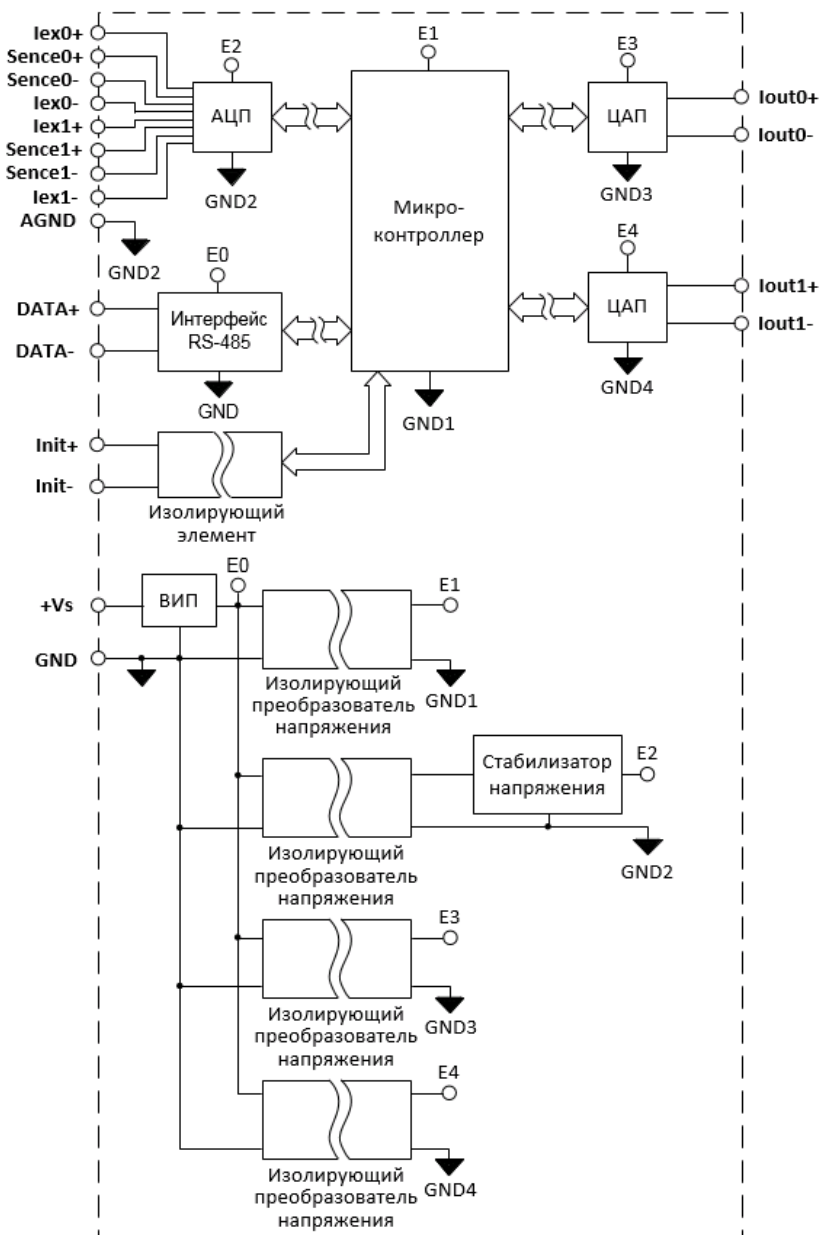 Iex0+
Sence0+
Sence0-
Iex0-
Iex1+
Sence1+
Sence1-
Iex1-
AGND
E2
АЦП
GND2
GND2
E1
Микро-
контроллер
GND1
E3
ЦАП
GND3
Iout0+
Iout0-
E4
ЦАП
GND4
Iout1+
Iout1-
DATA+
DATA-
E0
Интерфейс
RS-485
GND
Init+
Init-
Изолирующий
элемент
+Vs
GND
ВИП
E0
E1
GND1
Изолирующий
преобразователь
напряжения
Стабилизатор
напряжения
E2
GND2
Изолирующий
преобразователь
напряжения
E3
GND3
Изолирующий
преобразователь
напряжения
E4
GND4
Изолирующий
преобразователь
напряжения